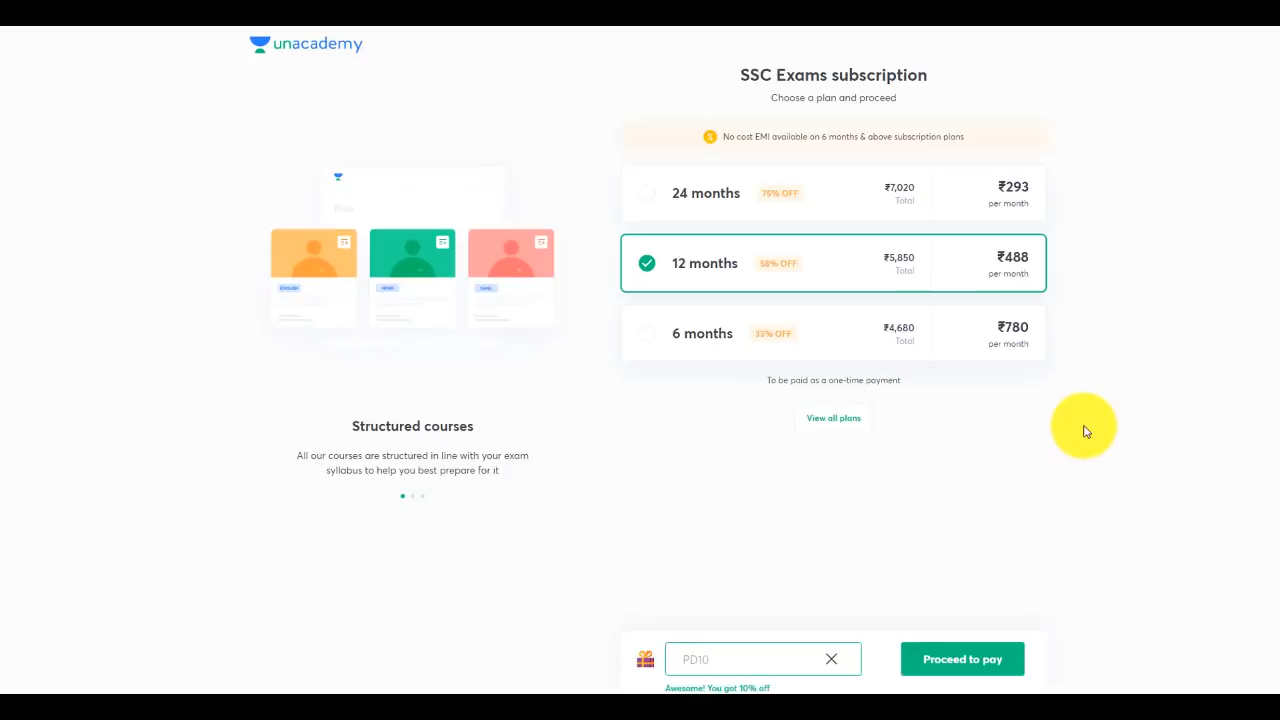 unacademy
SSC Exams subscription
Choose a plan and proceed
No cost EMI available on 6 months & above subscription plans
24 months 75% OFF ₹7,020 Total ₹293 per month
12 months 58% OFF ₹5,850 Total ₹488 per month
6 months 33% OFF ₹4,680 Total ₹780 per month
To be paid as a one-time payment
View all plans
Plus
ENGLISH HINDI TAMIL
Structured courses
All our courses are structured in line with your exam
syllabus to help you best prepare for it
PD10
Proceed to pay
Awesome! You got 10% off